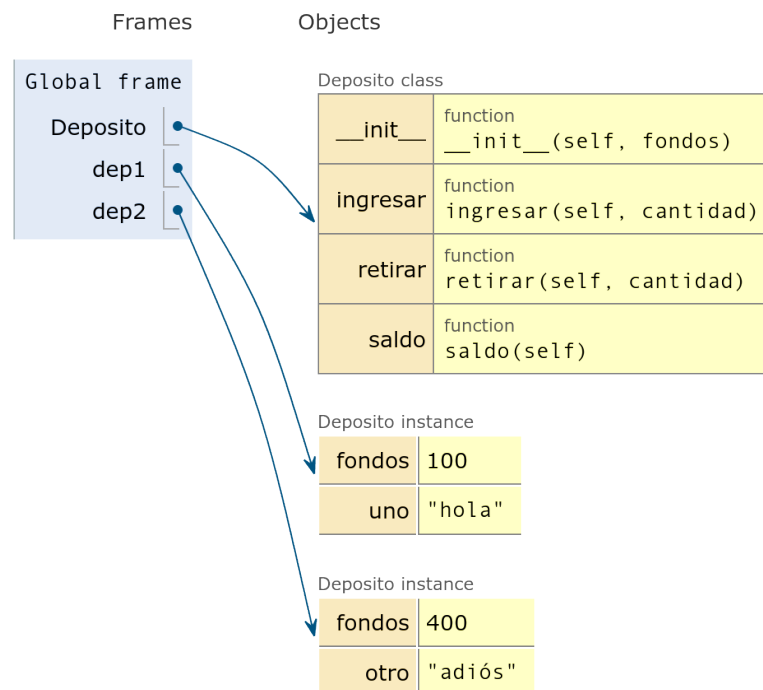 Frames Objects
Global frame
Deposito
dep1
dep2
Deposito class
__init__ function
__init__(self, fondos)
ingresar function
ingresar(self, cantidad)
retirar function
retirar(self, cantidad)
saldo function
saldo(self)
Deposito instance
fondos 100
uno "hola"
Deposito instance
fondos 400
otro "adiós"